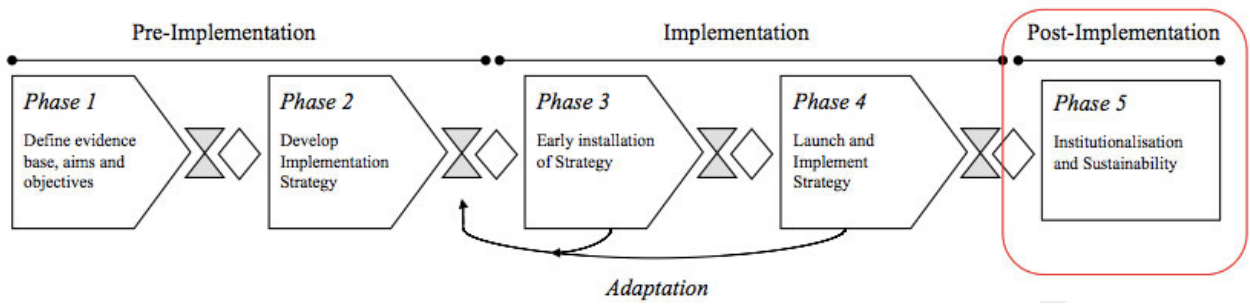 Pre-Implementation
Implementation
Post-Implementation
Phase 1
Define evidence
base, aims and
objectives
Phase 2
Develop
Implementation
Strategy
Phase 3
Early installation
of Strategy
Phase 4
Launch and
Implement
Strategy
Phase 5
Institutionalisation
and Sustainability
Adaptation